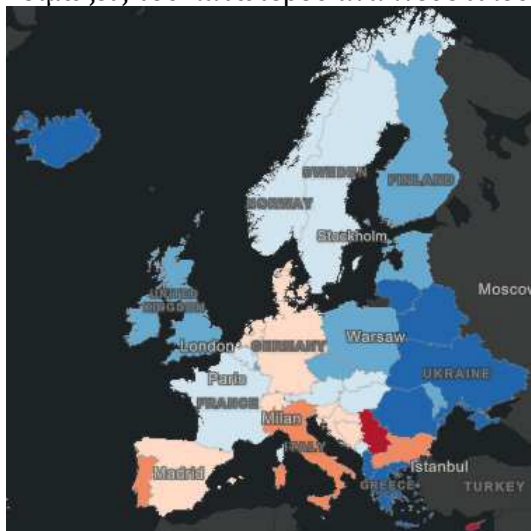 SWEDEN
FINLAND
NORWAY
Stockholm
Moscow
UNITED
KINGDOM
London
GERMANY
Warsaw
Paris
UKRAINE
FRANCE
Milan
ITALY
Istanbul
Madrid
GREECE
TURKEY